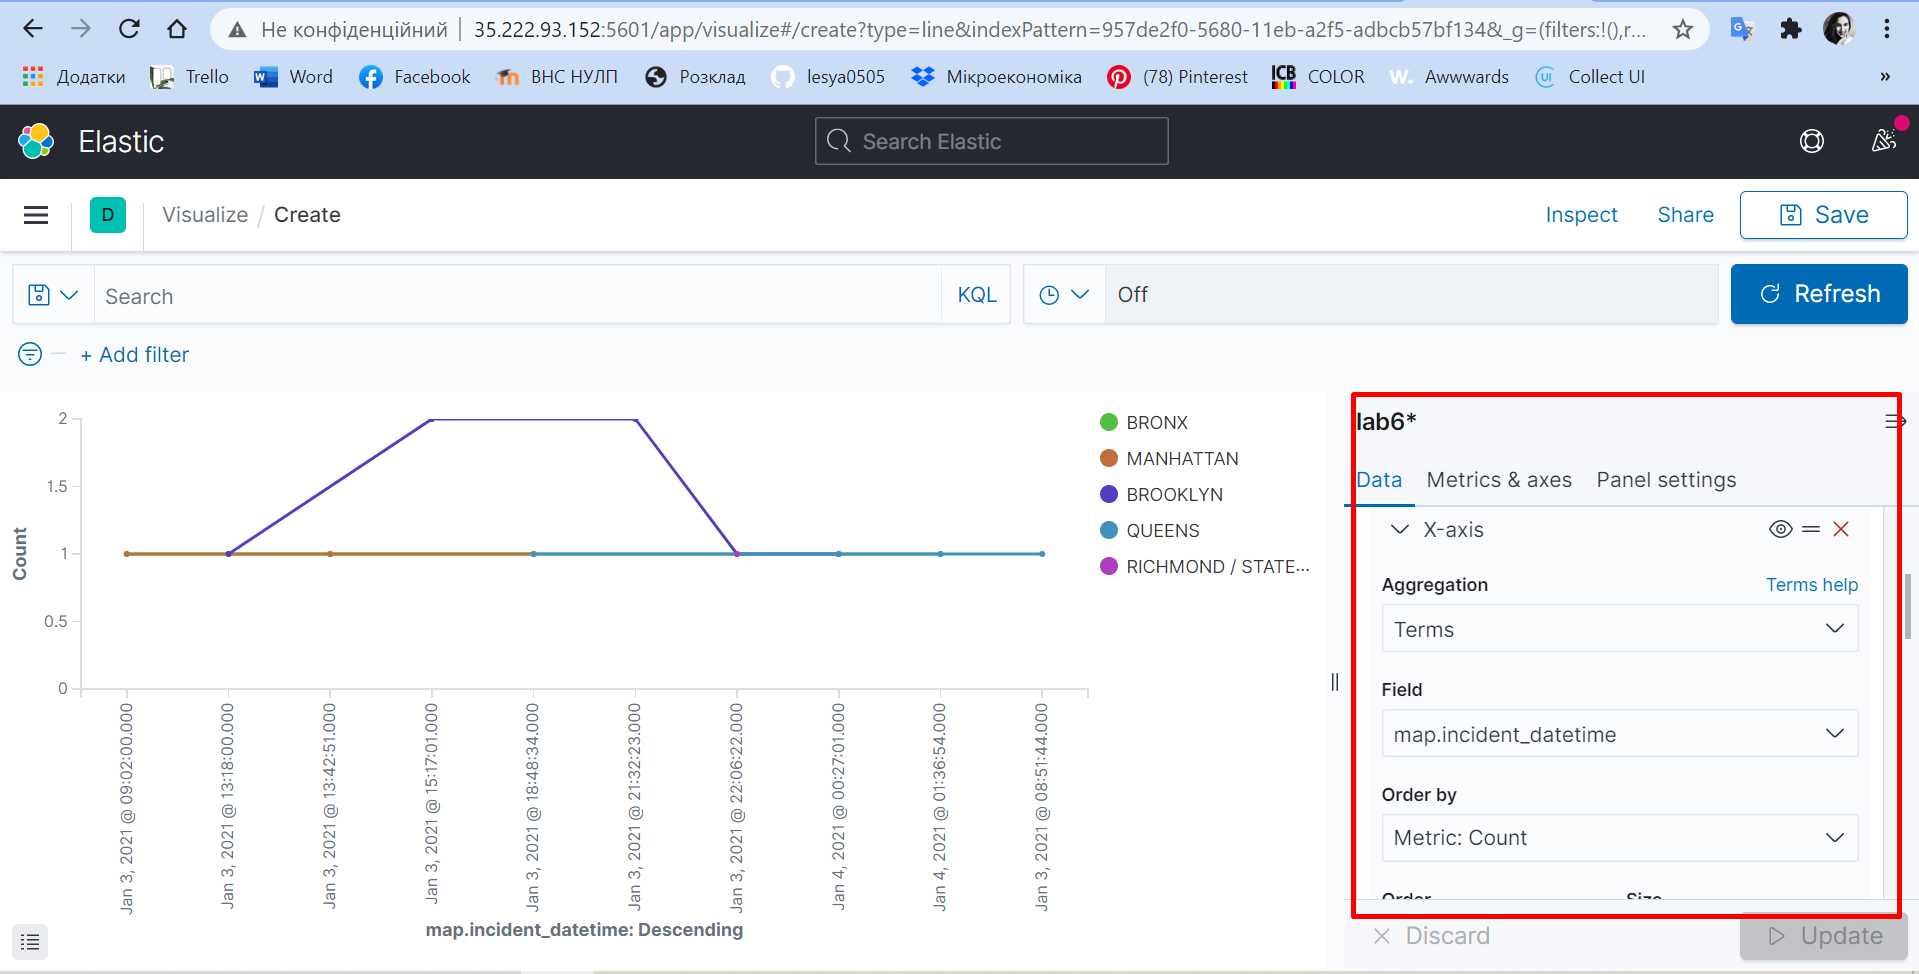 Не конфіденційний | 35.222.93.152:5601/app/visualize#/create?type=line&indexPattern=957de2f0-5680-11eb-a2f5-adbcb57bf134&_g=(filters:!(),r...
Додатки Trello Word Facebook ВНС НУЛП Розклад lesya0505 Мікроекономіка (78) Pinterest ICB COLOR W. Awwwards UI Collect UI »
Elastic
Search Elastic
D
Visualize / Create
Inspect
Share
Save
Search
KQL
Off
Refresh
+ Add filter
2
1.5
1
0.5
0
Count
Jan 3, 2021 @ 09:02:00.000
Jan 3, 2021 @ 13:18:00.000
Jan 3, 2021 @ 13:42:51.000
Jan 3, 2021 @ 15:17:01.000
Jan 3, 2021 @ 18:48:34.000
Jan 3, 2021 @ 21:32:23.000
Jan 3, 2021 @ 22:06:22.000
Jan 4, 2021 @ 00:27:01.000
Jan 4, 2021 @ 01:36:54.000
Jan 3, 2021 @ 08:51:44.000
map.incident_datetime: Descending
BRONX
MANHATTAN
BROOKLYN
QUEENS
RICHMOND / STATE...
lab6*
Data
Metrics & axes
Panel settings
X-axis
Aggregation
Terms help
Terms
Field
map.incident_datetime
Order by
Metric: Count
Order
Size
Discard
Update